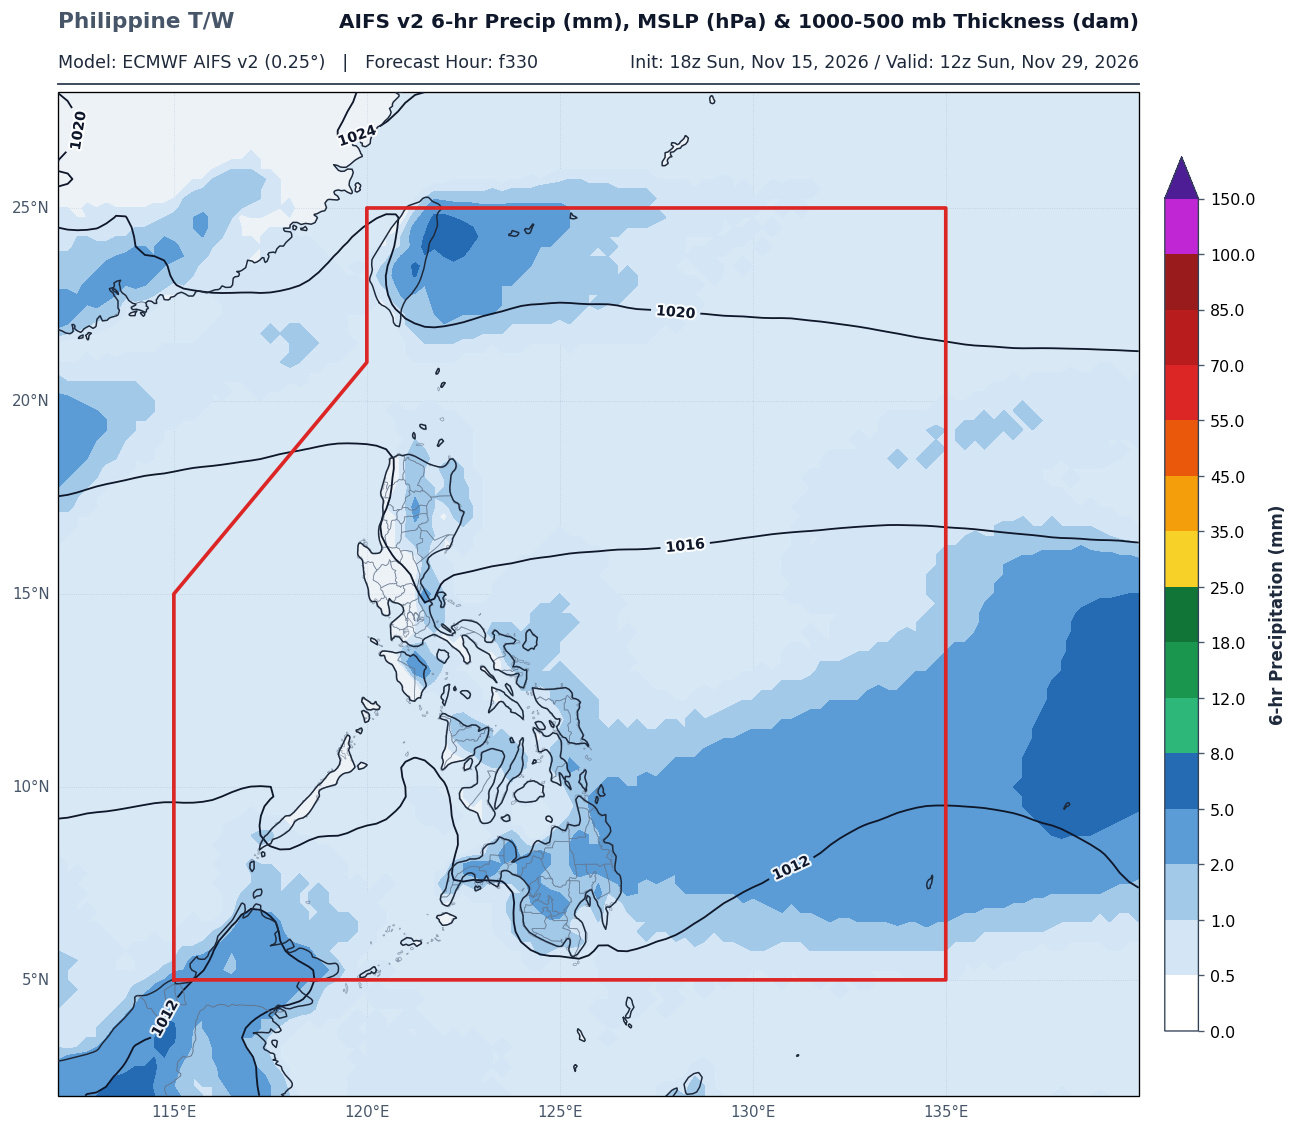 Philippine T/W
AIFS v2 6-hr Precip (mm), MSLP (hPa) & 1000-500 mb Thickness (dam)
Model: ECMWF AIFS v2 (0.25°) | Forecast Hour: f330
Init: 18z Sun, Nov 15, 2026 / Valid: 12z Sun, Nov 29, 2026
1020
1024
1020
1016
1012
1012
25°N
20°N
15°N
10°N
5°N
115°E
120°E
125°E
130°E
135°E
150.0
100.0
85.0
70.0
55.0
45.0
35.0
25.0
18.0
12.0
8.0
5.0
2.0
1.0
0.5
0.0
6-hr Precipitation (mm)